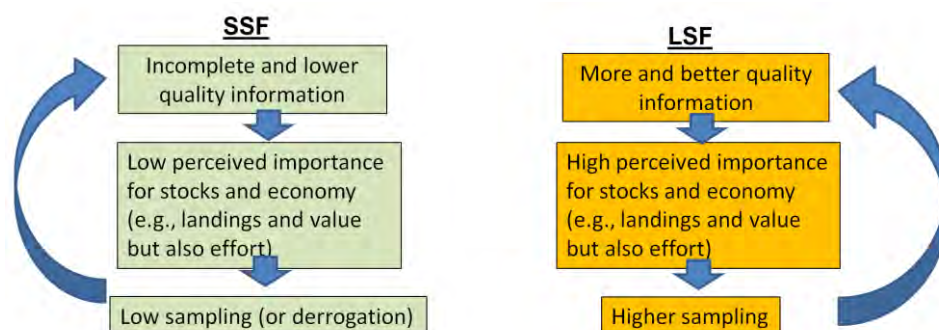 SSF
Incomplete and lower
quality information
Low perceived importance
for stocks and economy
(e.g., landings and value
but also effort)
Low sampling (or derrogation)
LSF
More and better quality
information
High perceived importance
for stocks and economy
(e.g., landings and value
but also effort)
Higher sampling